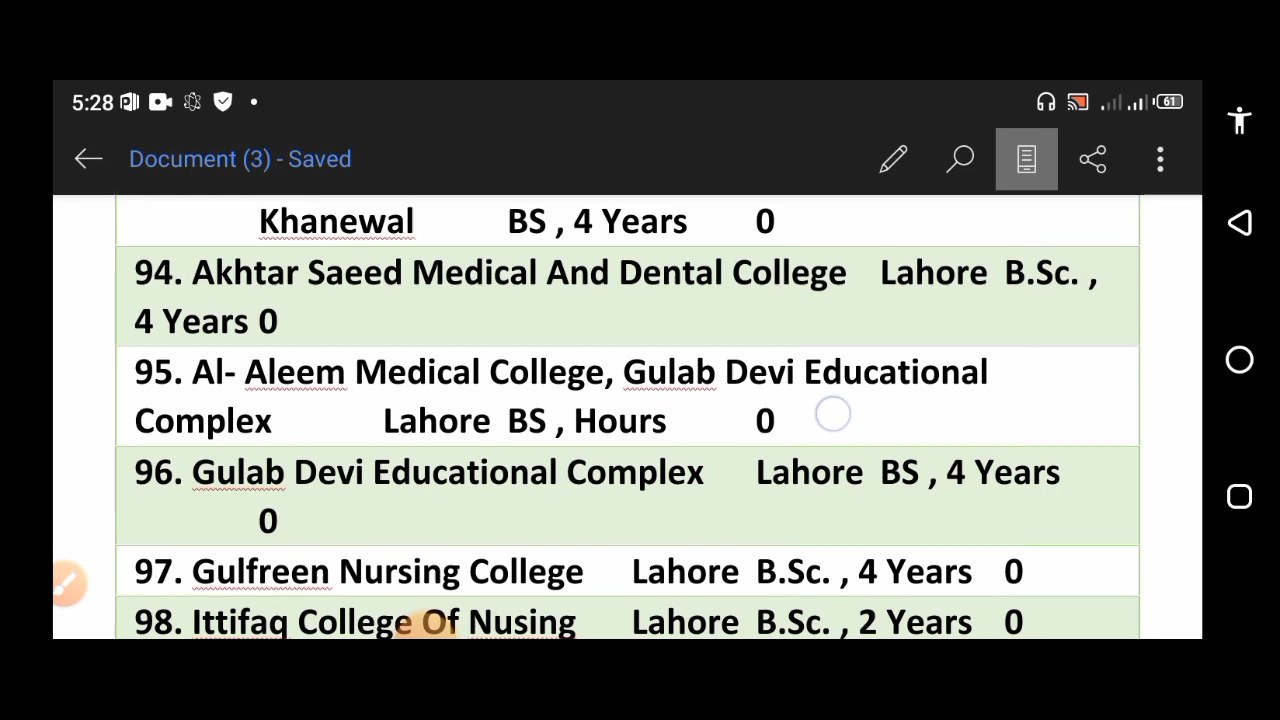 5:28 61
Document (3) - Saved
Khanewal BS , 4 Years 0
94. Akhtar Saeed Medical And Dental College Lahore B.Sc. ,
4 Years 0
95. Al- Aleem Medical College, Gulab Devi Educational
Complex Lahore BS , Hours 0
96. Gulab Devi Educational Complex Lahore BS , 4 Years
0
97. Gulfreen Nursing College Lahore B.Sc. , 4 Years 0
98. Ittifaq College Of Nusing Lahore B.Sc. , 2 Years 0